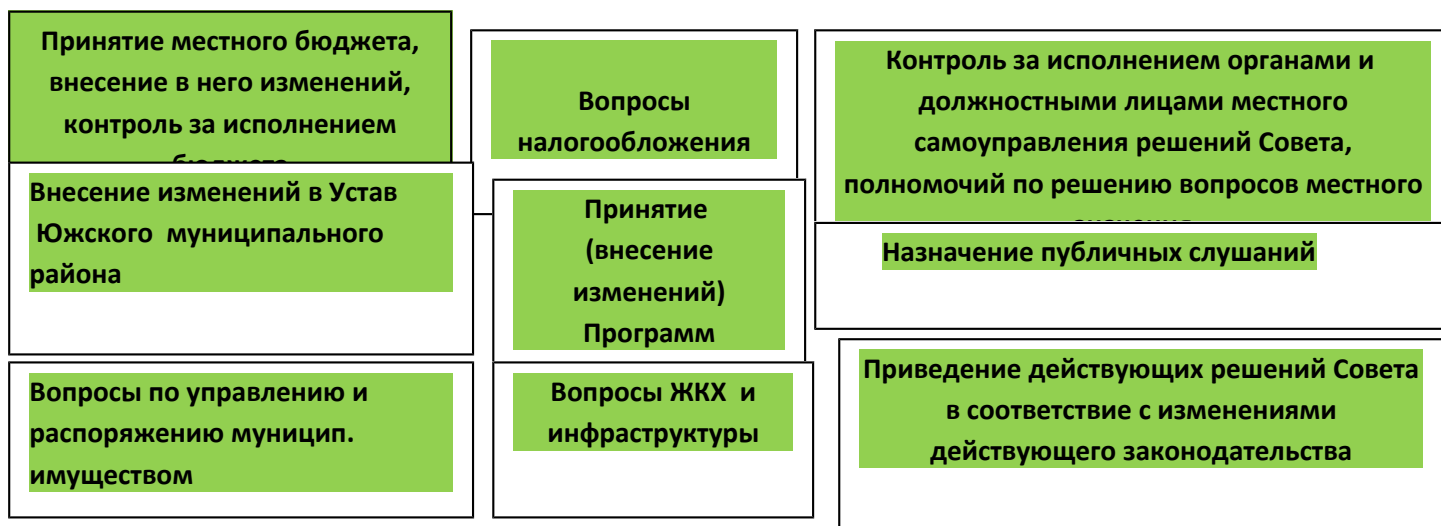 Принятие местного бюджета,
внесение в него изменений,
контроль за исполнением
Вопросы
налогообложения
Контроль за исполнением органами и
должностными лицами местного
самоуправления решений Совета,
полномочий по решению вопросов местного
Внесение изменений в Устав
Южского муниципального
района
Принятие
(внесение
изменений)
Программ
Назначение публичных слушаний
Вопросы по управлению и
распоряжению муницип.
имуществом
Вопросы ЖКХ и
инфраструктуры
Приведение действующих решений Совета
в соответствие с изменениями
действующего законодательства